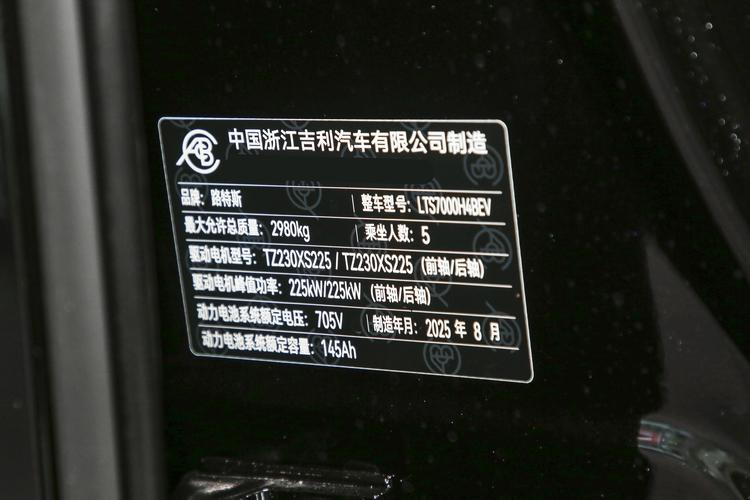 中国浙江吉利汽车有限公司制造
品牌：路特斯 整车型号：LTS7000H4BEV
最大允许总质量：2980kg 乘坐人数：5
驱动电机型号：TZ230XS225 / TZ230XS225 (前轴/后轴)
驱动电机峰值功率：225kW/225kW (前轴/后轴)
动力电池系统额定电压：705V 制造年月：2025 年 8 月
动力电池系统额定容量：145Ah